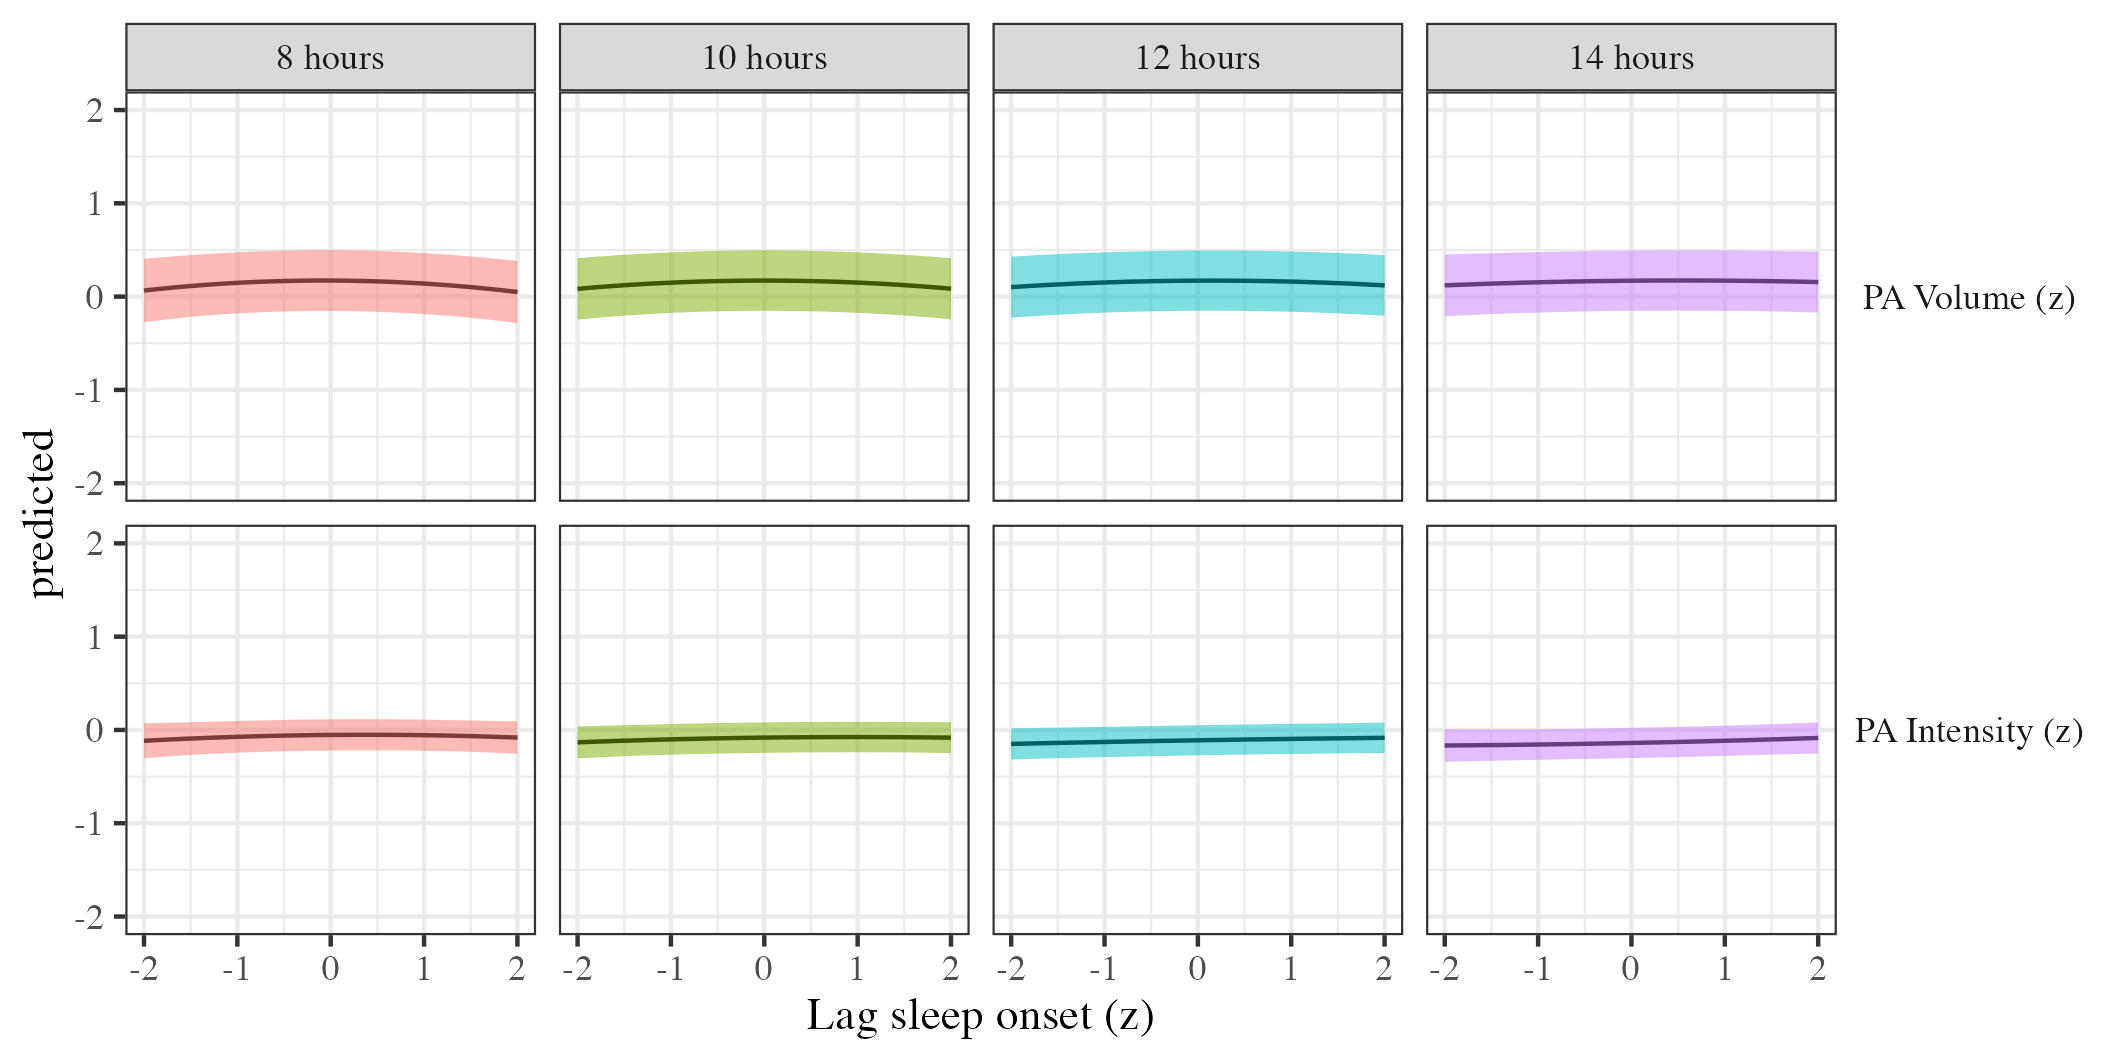 8 hours 10 hours 12 hours 14 hours
2
1
0
-1
-2
PA Volume (z)
predicted
2
1
0
-1
-2
PA Intensity (z)
-2 -1 0 1 2 -2 -1 0 1 2 -2 -1 0 1 2 -2 -1 0 1 2
Lag sleep onset (z)